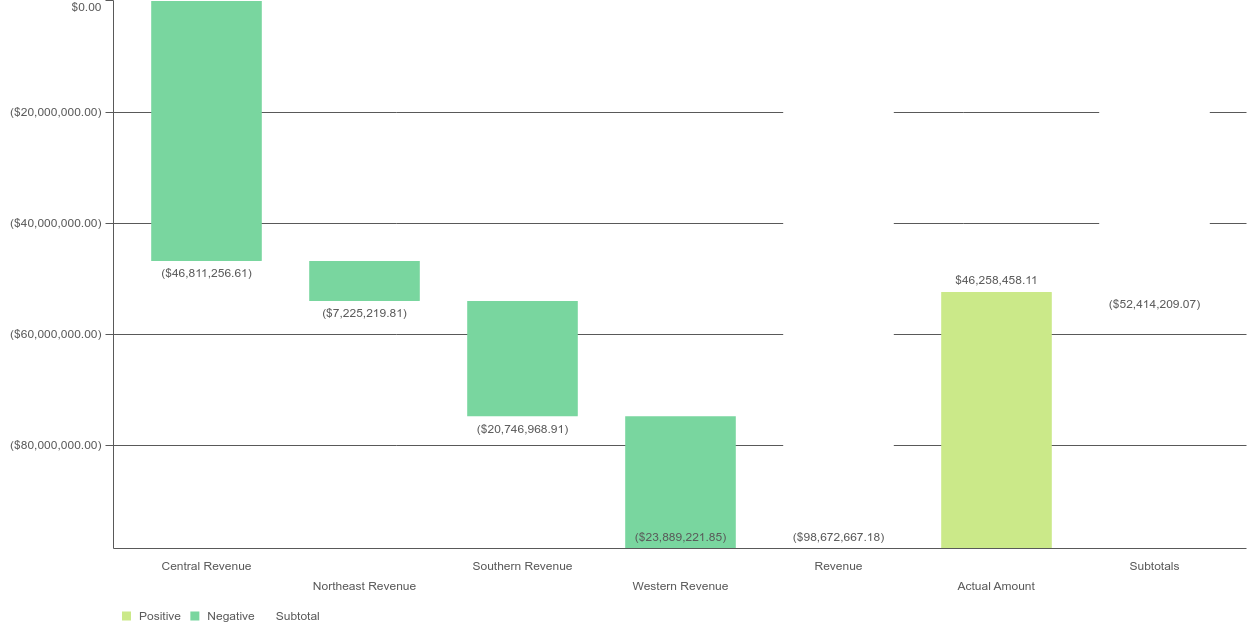 $0.00
($20,000,000.00)
($40,000,000.00)
($60,000,000.00)
($80,000,000.00)
($46,811,256.61)
($7,225,219.81)
($20,746,968.91)
($23,889,221.85)
($98,672,667.18)
$46,258,458.11
($52,414,209.07)
Central Revenue
Northeast Revenue
Southern Revenue
Western Revenue
Revenue
Actual Amount
Subtotals
Positive Negative Subtotal